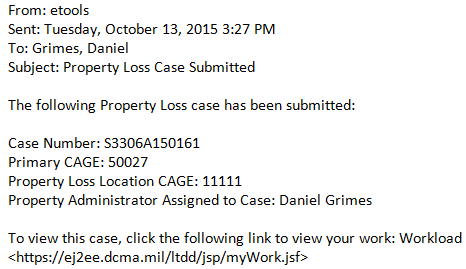 From: etools
Sent: Tuesday, October 13, 2015 3:27 PM
To: Grimes, Daniel
Subject: Property Loss Case Submitted
The following Property Loss case has been submitted:
Case Number: S3306A150161
Primary CAGE: 50027
Property Loss Location CAGE: 11111
Property Administrator Assigned to Case: Daniel Grimes
To view this case, click the following link to view your work: Workload
<https://ej2ee.dcma.mil/ltdd/jsp/myWork.jsf>